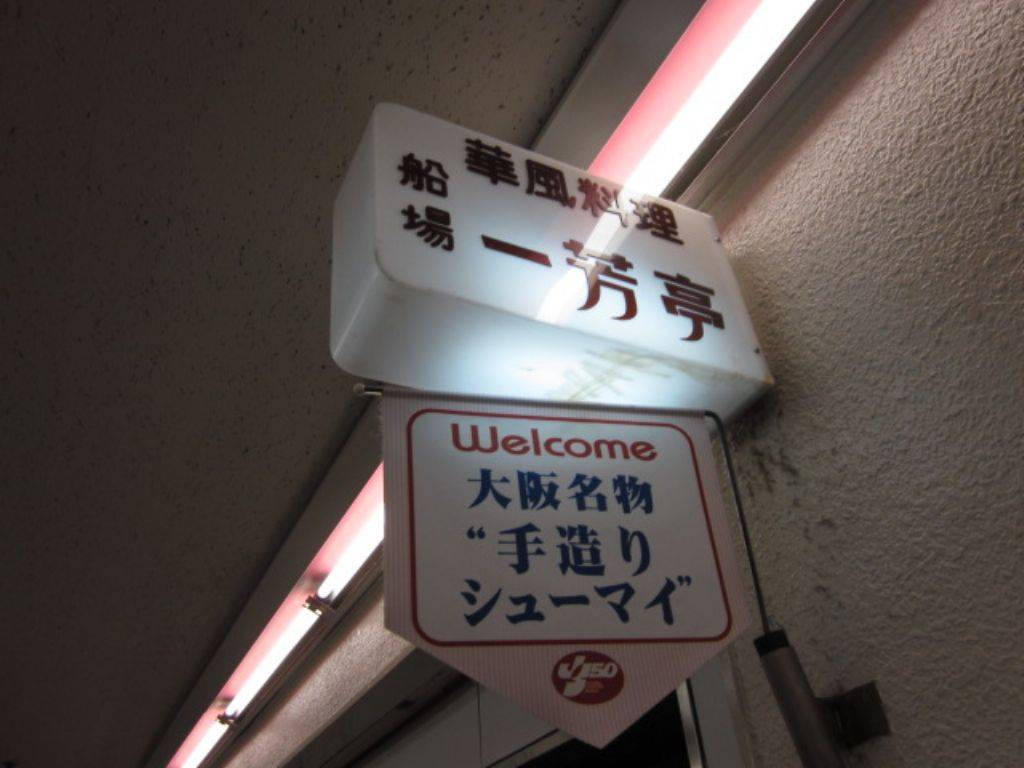 華風料理
船場
一芳亭
Welcome
大阪名物
“手造り
シューマイ”
J50